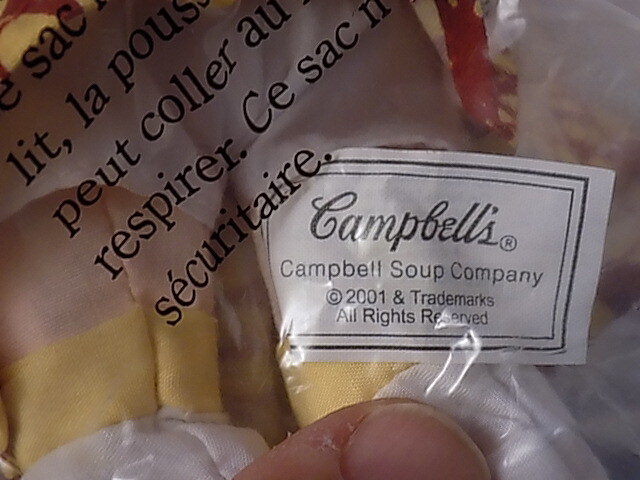 e sac
lit, la pouss
peut coller au
respirer. Ce sac n
sécuritaire.
Campbell's®
Campbell Soup Company
© 2001 & Trademarks
All Rights Reserved